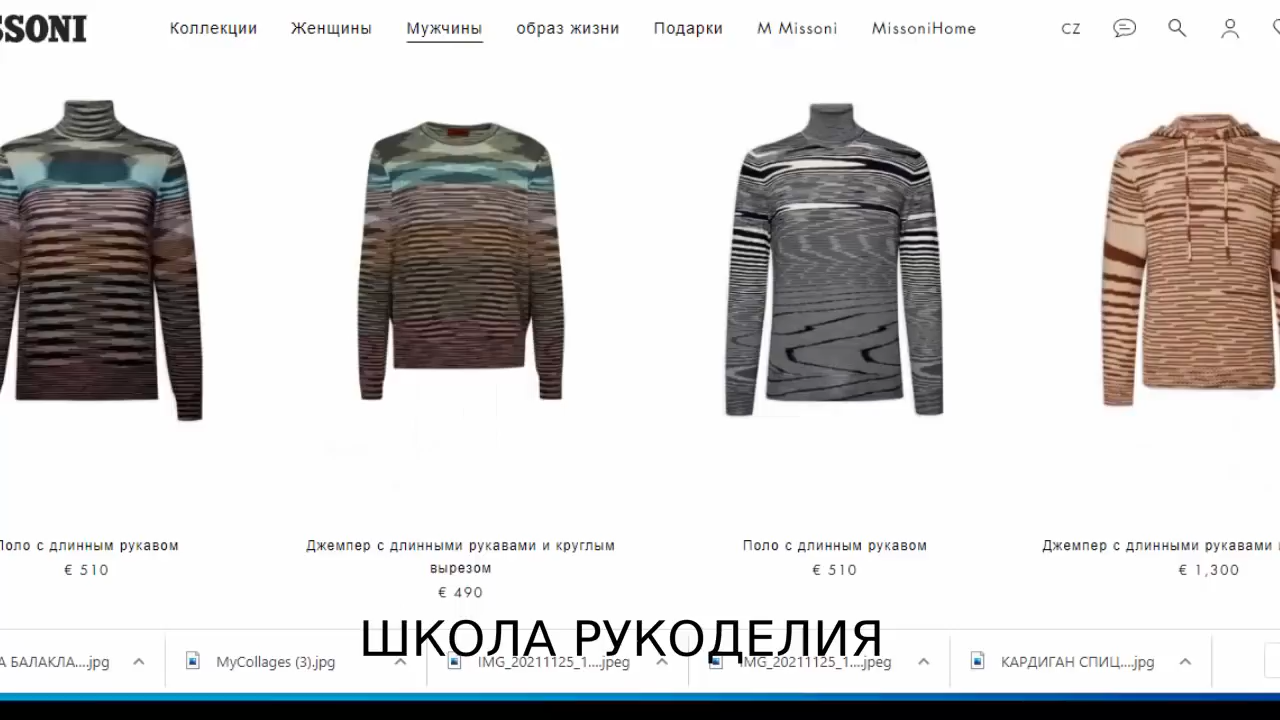 SSONI
Коллекции Женщины Мужчины образ жизни Подарки M Missoni MissoniHome CZ
Поло с длинным рукавом
€ 510
Джемпер с длинными рукавами и круглым
вырезом
€ 490
Поло с длинным рукавом
€ 510
Джемпер с длинными рукавами
€ 1,300
ШКОЛА РУКОДЕЛИЯ
А БАЛАКЛА....jpg MyCollages (3).jpg IMG_20211125_1....jpeg IMG_20211125_1....jpeg КАРДИГАН СПИЦ....jpg